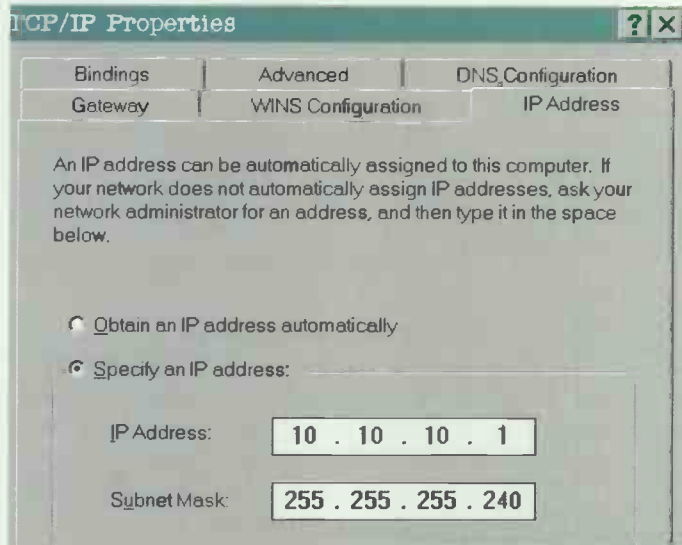 TCP/IP Properties
Bindings Advanced DNS Configuration
Gateway WINS Configuration IP Address
An IP address can be automatically assigned to this computer. If
your network does not automatically assign IP addresses, ask your
network administrator for an address, and then type it in the space
below.
Obtain an IP address automatically
Specify an IP address:
IP Address: 10 . 10 . 10 . 1
Subnet Mask: 255 . 255 . 255 . 240